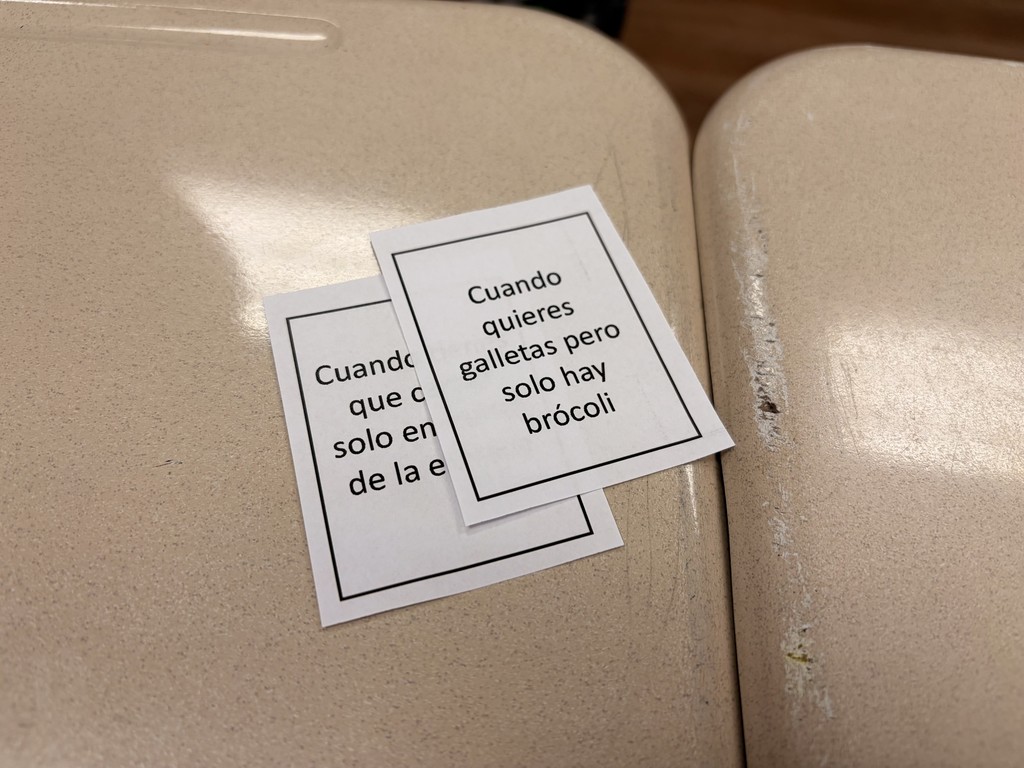 Cuando
quieres
galletas pero
solo hay
brócoli
Cuando
que
solo en
de la